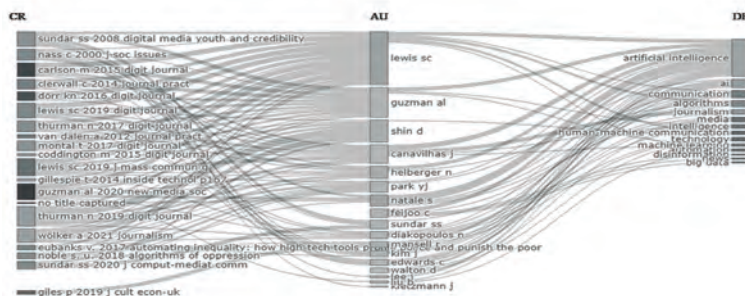 CR
AU
DE
sundar ss 2008 digital media youth and credibility
nass c 2000 j soc issues
carlson m 2015 digit journal
clerwall c 2014 journal pract
dorr kn 2016 digit journal
lewis sc 2019 digit journal
thurman n 2017 digit journal
van dalen a 2012 journal pract
montal t 2017 digit journal
coddington m 2015 digit journal
lewis sc 2019 j mass commun q
gillespie t 2014 inside technol p167
guzman al 2020 new media soc
no title captured
thurman n 2019 digit journal
wölker a 2021 journalism
eubanks v. 2017 automating inequality: how high-tech tools profile, police and punish the poor
noble s. u. 2018 algorithms of oppression
sundar ss 2020 j comput-mediat comm
giles p 2019 j cult econ-uk
lewis sc
guzman al
shin d
canavilhas j
helberger n
park yj
natale s
feijoo c
sundar ss
diakopoulos n
mansell r
kim j
edwards c
walton d
lee j
liu b
kietzmann j
artificial intelligence
ai
communication
algorithms
journalism
media
intelligence
human-machine communication
technology
machine learning
automation
disinformation
big data